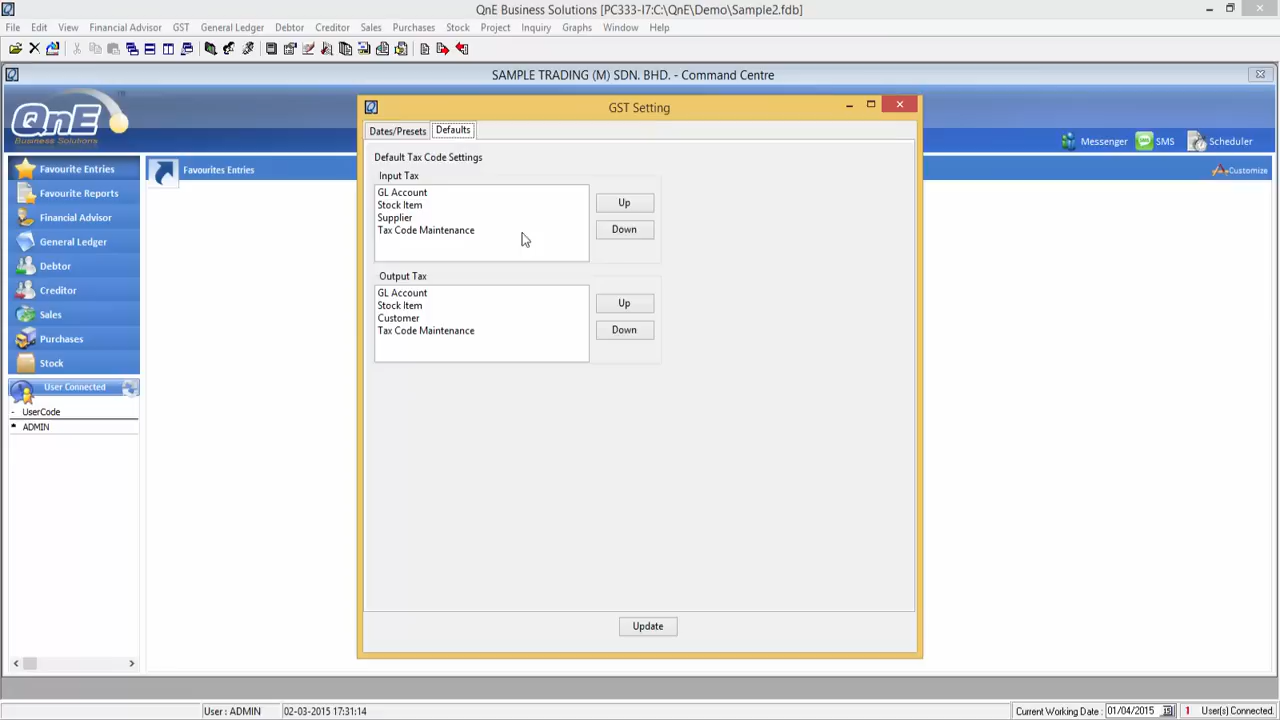 QnE Business Solutions [PC333-I7:C:\QnE\Demo\Sample2.fdb]
File Edit View Financial Advisor GST General Ledger Debtor Creditor Sales Purchases Stock Project Inquiry Graphs Window Help
SAMPLE TRADING (M) SDN. BHD. - Command Centre
QnE
Business Solutions
TM
Messenger SMS Scheduler
Favourite Entries
Favourite Reports
Financial Advisor
General Ledger
Debtor
Creditor
Sales
Purchases
Stock
User Connected
- UserCode
* ADMIN
Favourites Entries
Customize
GST Setting
Dates/Presets Defaults
Default Tax Code Settings
Input Tax
GL Account
Stock Item
Supplier
Tax Code Maintenance
Up
Down
Output Tax
GL Account
Stock Item
Customer
Tax Code Maintenance
Up
Down
Update
User : ADMIN 02-03-2015 17:31:14 Current Working Date : 01/04/2015 15 1 User(s) Connected.